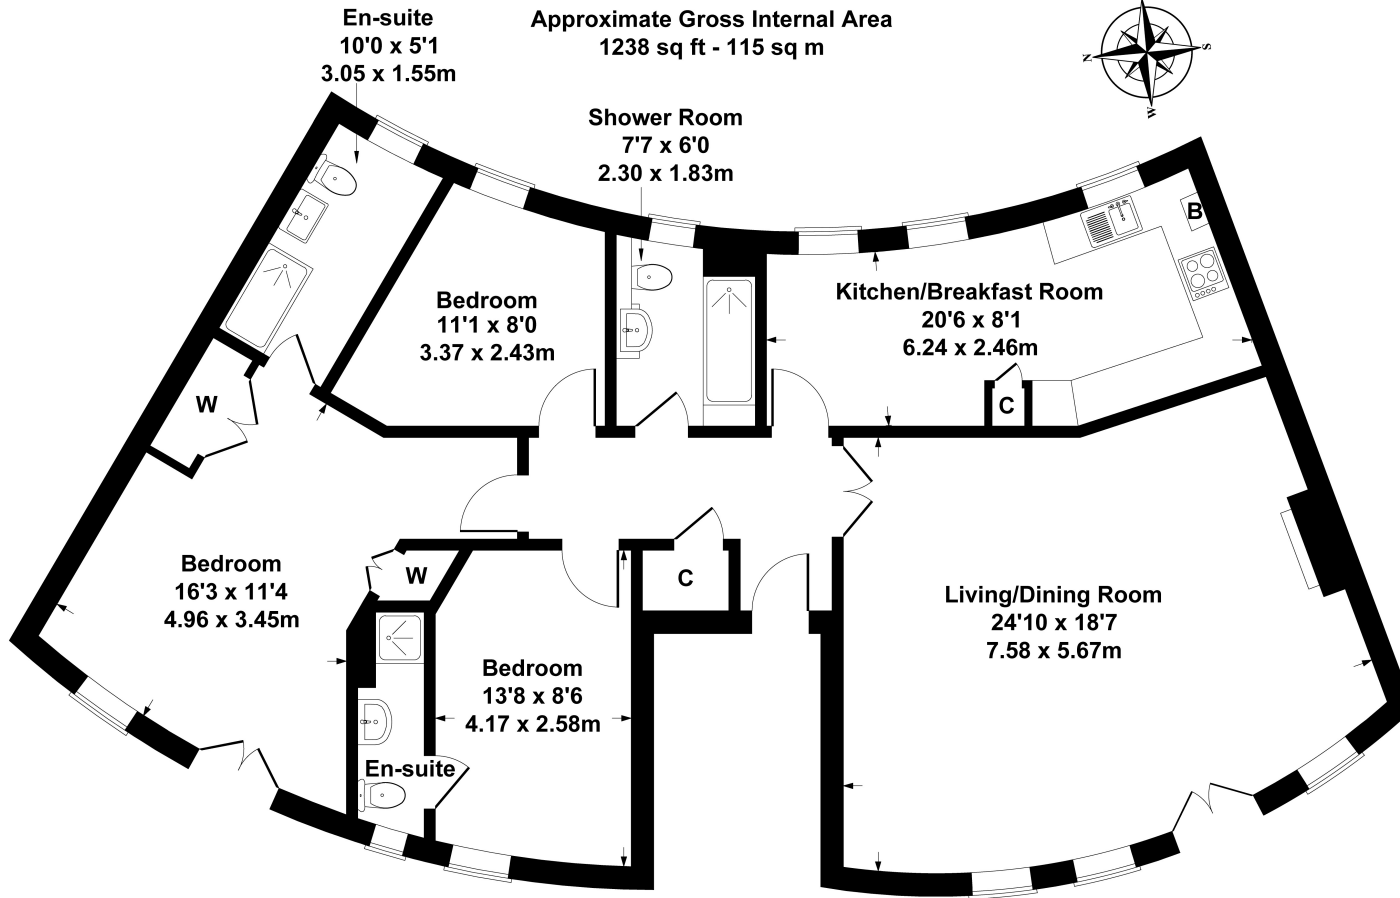 En-suite
10'0 x 5'1
3.05 x 1.55m
Approximate Gross Internal Area
1238 sq ft - 115 sq m
N
S
W
Shower Room
7'7 x 6'0
2.30 x 1.83m
B
Bedroom
11'1 x 8'0
3.37 x 2.43m
Kitchen/Breakfast Room
20'6 x 8'1
6.24 x 2.46m
W
C
Bedroom
16'3 x 11'4
4.96 x 3.45m
W
C
Living/Dining Room
24'10 x 18'7
7.58 x 5.67m
Bedroom
13'8 x 8'6
4.17 x 2.58m
En-suite